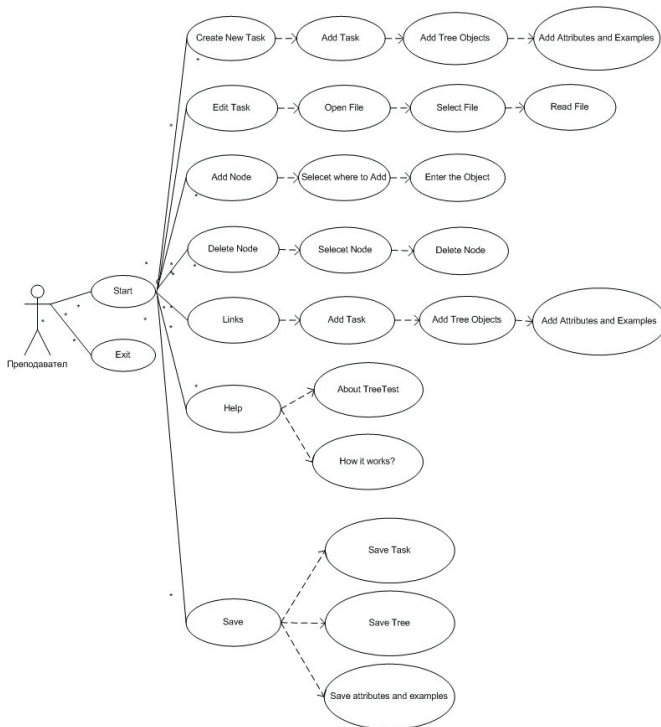 Create New Task
Add Task
Add Tree Objects
Add Attributes and Examples
Edit Task
Open File
Select File
Read File
Add Node
Selecet where to Add
Enter the Object
Delete Node
Selecet Node
Delete Node
Start
Links
Add Task
Add Tree Objects
Add Attributes and Examples
Exit
Преподавател
Help
About TreeTest
How it works?
Save Task
Save
Save Tree
Save attributes and examples